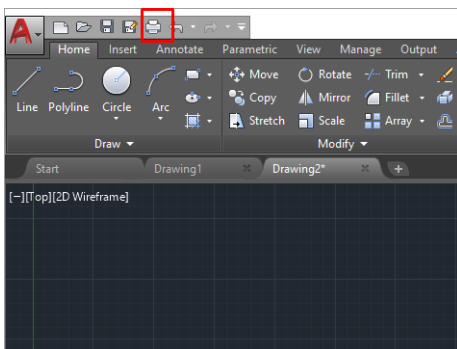 A
Home Insert Annotate Parametric View Manage Output
Line Polyline Circle Arc
Move Rotate Trim
Copy Mirror Fillet
Stretch Scale Array
Draw Modify
Start Drawing1 Drawing2*
[−][Top][2D Wireframe]